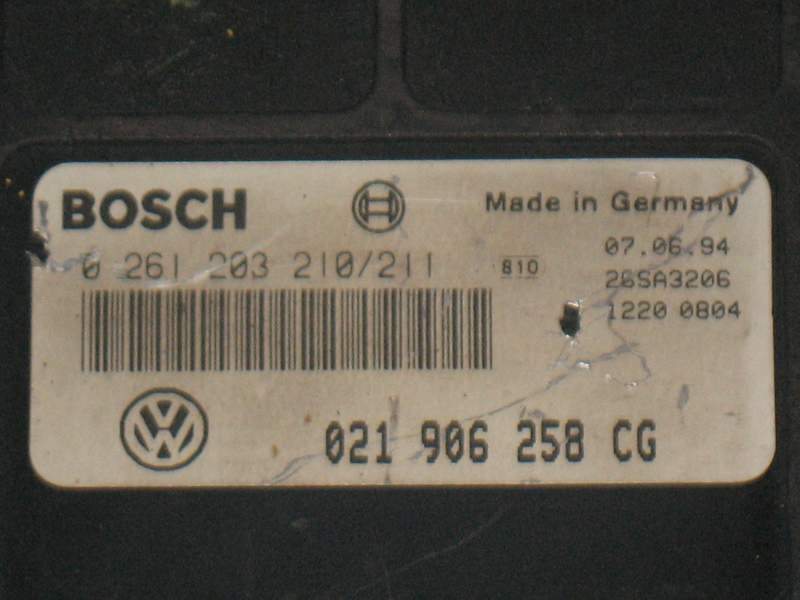 BOSCH Made in Germany
07.06.94
0 261 203 210/211 810
26SA3206
1220 0804
021 906 258 CG